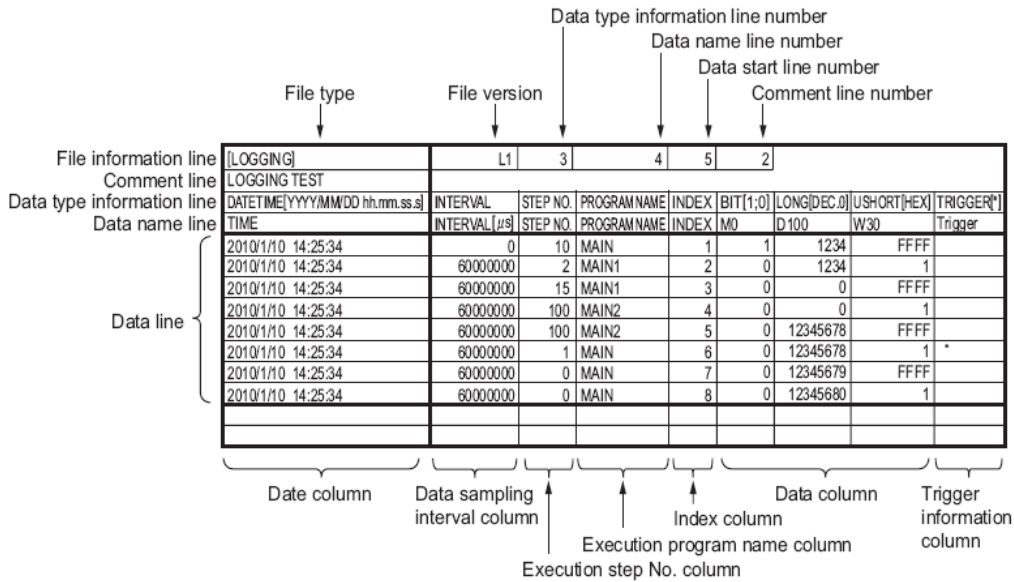 Data type information line number
Data name line number
Data start line number
File type File version Comment line number
File information line [LOGGING] L1 3 4 5 2
Comment line LOGGING TEST
Data type information line DATETIME[YYYY/MM/DD hh.mm.ss.s] INTERVAL STEP NO. PROGRAM NAME INDEX BIT[1;0] LONG[DEC.0] USHORT[HEX] TRIGGER[*]
Data name line TIME INTERVAL[μs] STEP NO. PROGRAM NAME INDEX M0 D100 W30 Trigger
2010/1/10 14:25:34 0 10 MAIN 1 1 1234 FFFF
2010/1/10 14:25:34 60000000 2 MAIN1 2 0 1234 1
2010/1/10 14:25:34 60000000 15 MAIN1 3 0 0 FFFF
2010/1/10 14:25:34 60000000 100 MAIN2 4 0 0 1
Data line 2010/1/10 14:25:34 60000000 100 MAIN2 5 0 12345678 FFFF
2010/1/10 14:25:34 60000000 1 MAIN 6 0 12345678 1 *
2010/1/10 14:25:34 60000000 0 MAIN 7 0 12345679 FFFF
2010/1/10 14:25:34 60000000 0 MAIN 8 0 12345680 1
Date column Data sampling interval column Data column Trigger information column
Index column
Execution program name column
Execution step No. column